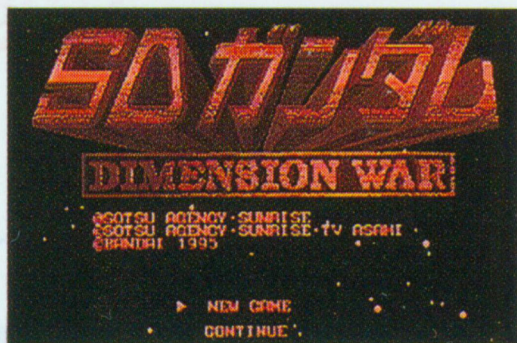 SDガンダム
DIMENSION WAR
©SOTSU AGENCY·SUNRISE
©SOTSU AGENCY·SUNRISE·TV ASAHI
©BANDAI 1995
▶ NEW GAME
CONTINUE